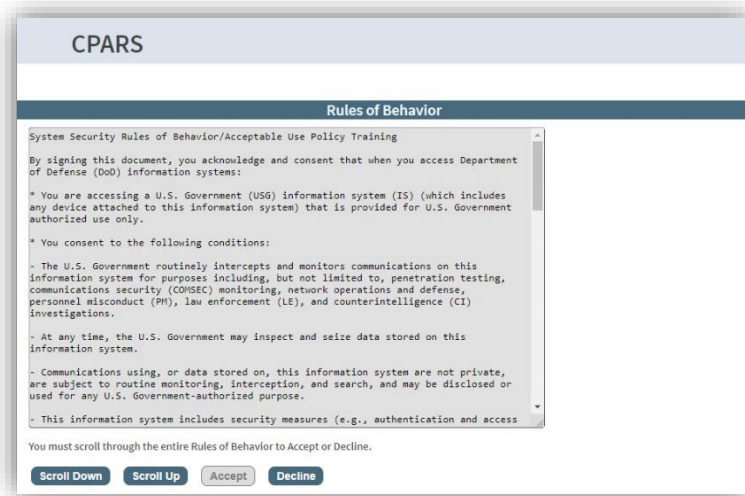 CPARS
Rules of Behavior
System Security Rules of Behavior/Acceptable Use Policy Training
By signing this document, you acknowledge and consent that when you access Department
of Defense (DoD) information systems:
* You are accessing a U.S. Government (USG) information system (IS) (which includes
any device attached to this information system) that is provided for U.S. Government
authorized use only.
* You consent to the following conditions:
- The U.S. Government routinely intercepts and monitors communications on this
information system for purposes including, but not limited to, penetration testing,
communications security (COMSEC) monitoring, network operations and defense,
personnel misconduct (PM), law enforcement (LE), and counterintelligence (CI)
investigations.
- At any time, the U.S. Government may inspect and seize data stored on this
information system.
- Communications using, or data stored on, this information system are not private,
are subject to routine monitoring, interception, and search, and may be disclosed or
used for any U.S. Government-authorized purpose.
- This information system includes security measures (e.g., authentication and access
You must scroll through the entire Rules of Behavior to Accept or Decline.
Scroll Down Scroll Up Accept Decline